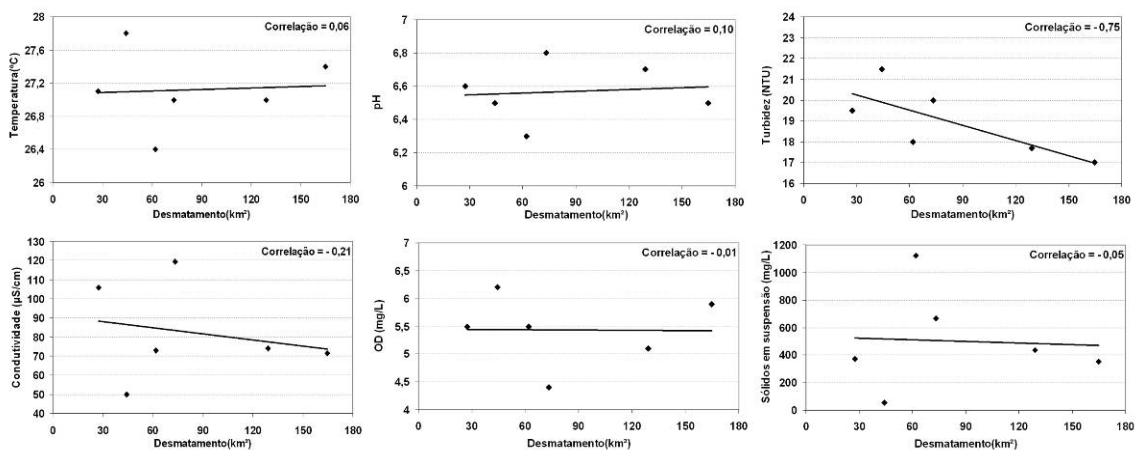 Correlação = 0,06
Temperatura(ºC)
28
27,6
27,2
26,8
26,4
26
0 30 60 90 120 150 180
Desmatamento(km²)
Correlação = 0,10
pH
7
6,8
6,6
6,4
6,2
6
0 30 60 90 120 150 180
Desmatamento(km²)
Correlação = - 0,75
Turbidez (NTU)
24
23
22
21
20
19
18
17
16
0 30 60 90 120 150 180
Desmatamento(km²)
Correlação = - 0,21
Condutividade (µS/cm)
130
120
110
100
90
80
70
60
50
40
0 30 60 90 120 150 180
Desmatamento(km²)
Correlação = - 0,01
OD (mg/L)
7
6,5
6
5,5
5
4,5
4
0 30 60 90 120 150 180
Desmatamento(km²)
Correlação = - 0,05
Sólidos em suspensão (mg/L)
1200
1000
800
600
400
200
0
0 30 60 90 120 150 180
Desmatamento(km²)